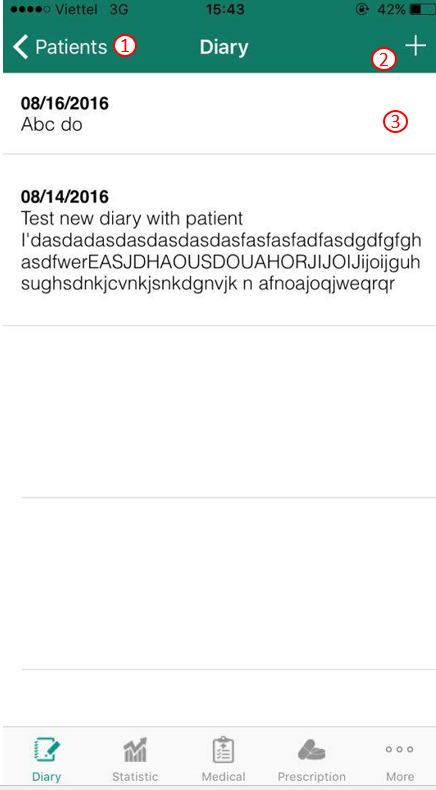 Viettel 3G 15:43 42%
Patients 1 Diary
2
08/16/2016
Abc do
3
08/14/2016
Test new diary with patient
I'dasdadasdasdasdasdasfasfasfadfasdgdfgfgh
asdfwerEASJDHAOUSDOUAHORJIJOIJijoijguh
sughsdnkjcvnkjsnkdgnvjk n afnoajoqjweqrqr
Diary Statistic Medical Prescription More